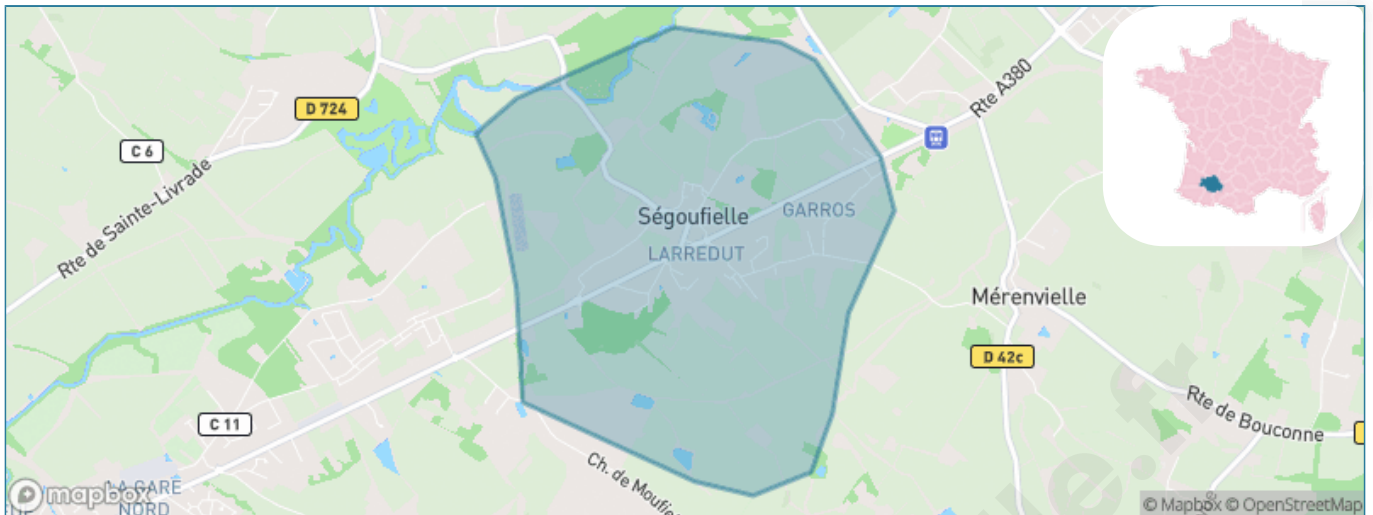 Rte A380
D 724
C 6
Rte de Sainte-Livrade
Ségoufielle
GARROS
LARREDUT
Mérenvielle
D 42c
Rte de Bouconne
C 11
Ch. de Moufi
LA GARE
NORD
mapbox
© Mapbox © OpenStreetMap